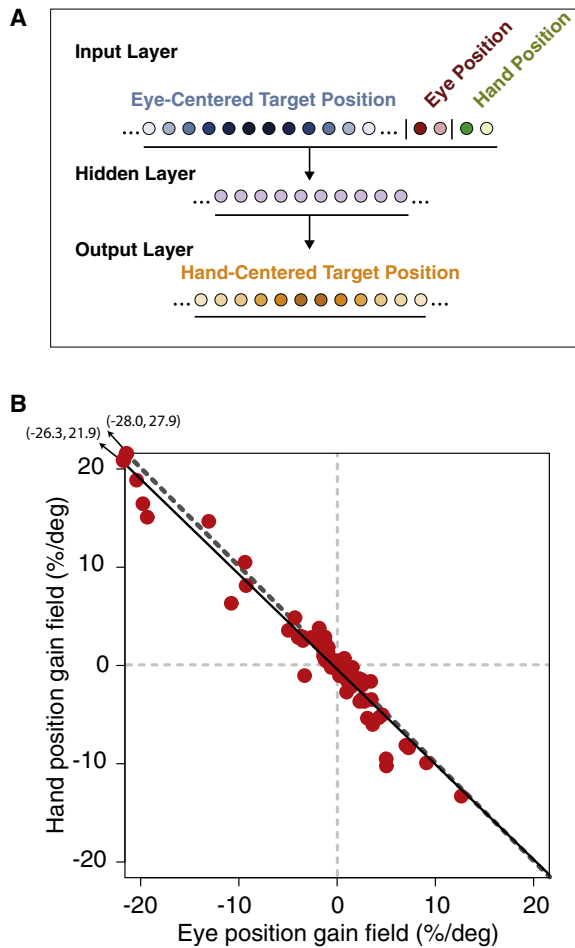 A
Input Layer
Eye Position
Hand Position
Eye-Centered Target Position
... ... | |
Hidden Layer
... ...
Output Layer
Hand-Centered Target Position
... ...
B
(-28.0, 27.9)
(-26.3, 21.9)
Hand position gain field (%/deg)
20
10
0
-10
-20
-20 -10 0 10 20
Eye position gain field (%/deg)